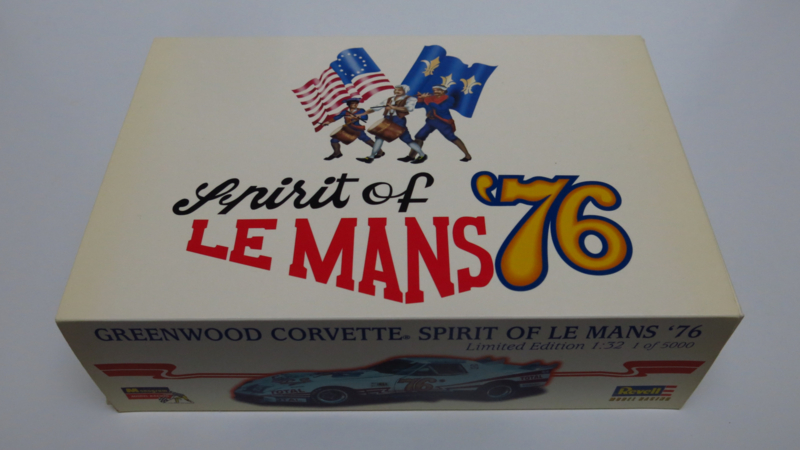 Spirit of '76
LE MANS
GREENWOOD CORVETTE® SPIRIT OF LE MANS '76
Limited Edition 1:32 1 of 5000
TOTAL
Revell